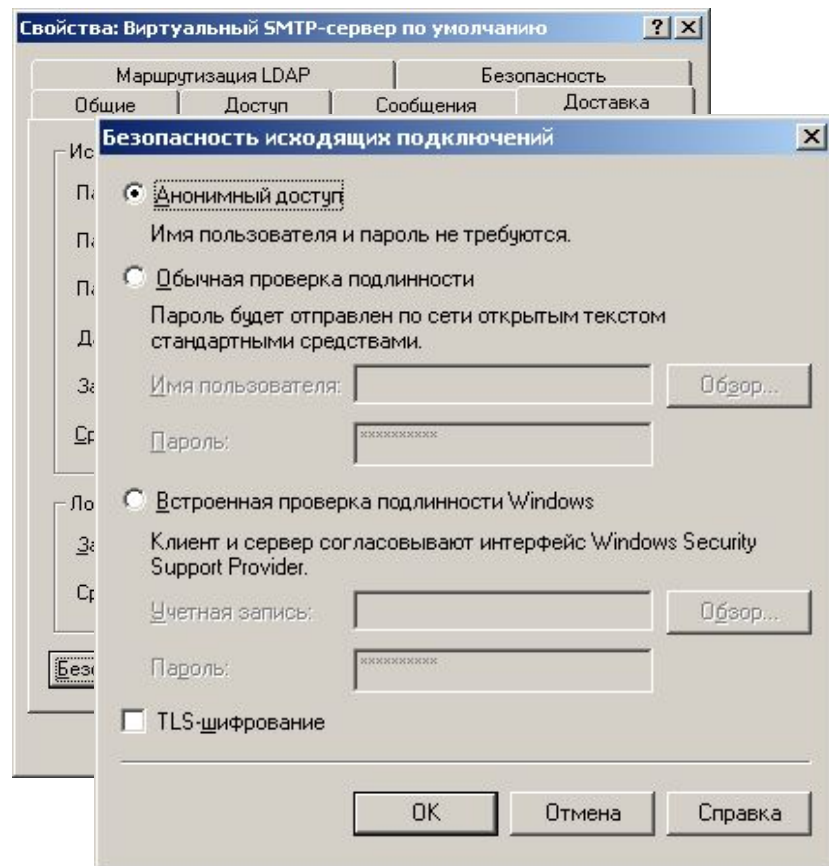 Свойства: Виртуальный SMTP-сервер по умолчанию
Маршрутизация LDAP
Безопасность
Общие
Доступ
Сообщения
Доставка
Безопасность исходящих подключений
Анонимный доступ
Имя пользователя и пароль не требуются.
Обычная проверка подлинности
Пароль будет отправлен по сети открытым текстом
стандартными средствами.
Имя пользователя:
Обзор...
Пароль:
xxxxxxxxxx
Встроенная проверка подлинности Windows
Клиент и сервер согласовывают интерфейс Windows Security
Support Provider.
Учетная запись:
Обзор...
Пароль:
xxxxxxxxxx
TLS-шифрование
OK
Отмена
Справка